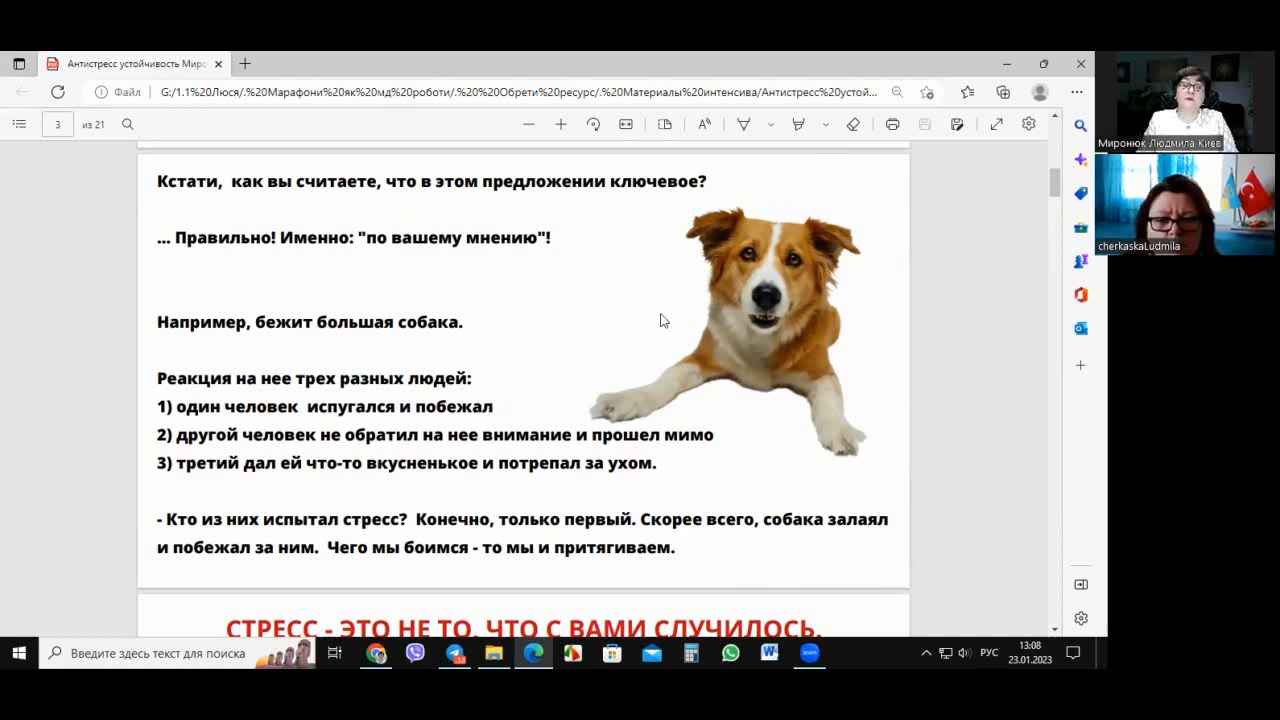 Антистресс устойчивость Миро
Файл
G:/1.1%20Люся/.%20Марафони%20як%20мд%20роботи/.%20%20Обрети%20ресурс/.%20Материалы%20интенсива/Антистресс%20устой...
3
из 21
Миронюк Людмила Киев
cherkaskaLudmila
Кстати, как вы считаете, что в этом предложении ключевое?
... Правильно! Именно: "по вашему мнению"!
Например, бежит большая собака.
Реакция на нее трех разных людей:
1) один человек испугался и побежал
2) другой человек не обратил на нее внимание и прошел мимо
3) третий дал ей что-то вкусненькое и потрепал за ухом.
- Кто из них испытал стресс? Конечно, только первый. Скорее всего, собака залаял
и побежал за ним. Чего мы боимся - то мы и притягиваем.
СТРЕСС - ЭТО НЕ ТО, ЧТО С ВАМИ СЛУЧИЛОСЬ,
Введите здесь текст для поиска
zoom
РУС
13:08
23.01.2023